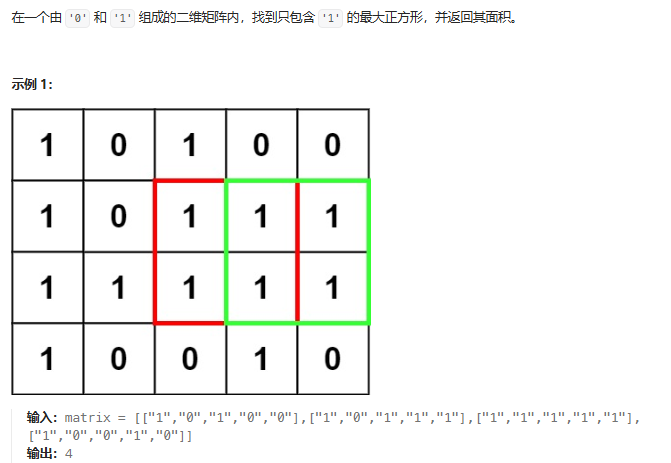 在一个由 '0' 和 '1' 组成的二维矩阵内，找到只包含 '1' 的最大正方形，并返回其面积。
示例 1：
1 0 1 0 0
1 0 1 1 1
1 1 1 1 1
1 0 0 1 0
输入：matrix = [["1","0","1","0","0"],["1","0","1","1","1"],["1","1","1","1","1"],
["1","0","0","1","0"]]
输出：4